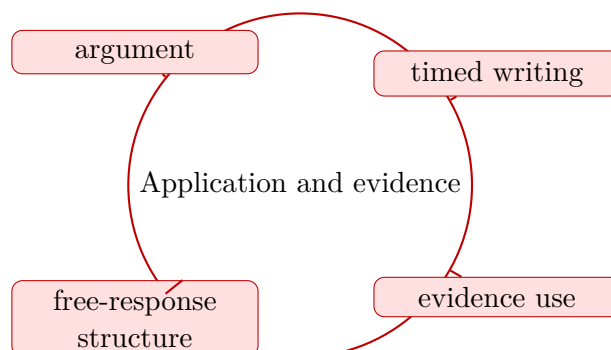 argument
timed writing
Application and evidence
free-response
structure
evidence use